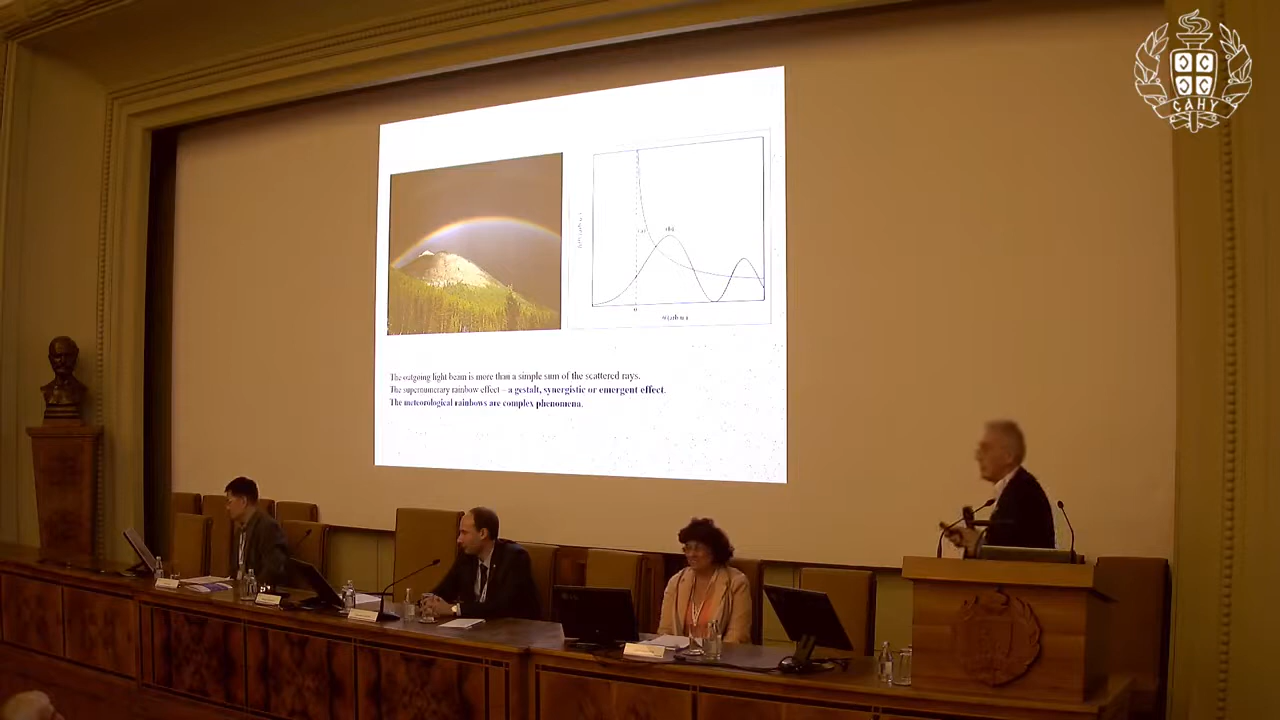 САНУ
(b)
0
The outgoing light beam is more than a simple sum of the scattered rays.
The supernumerary rainbow effect – a gestalt, synergistic or emergent effect.
The meteorological rainbows are complex phenomena.